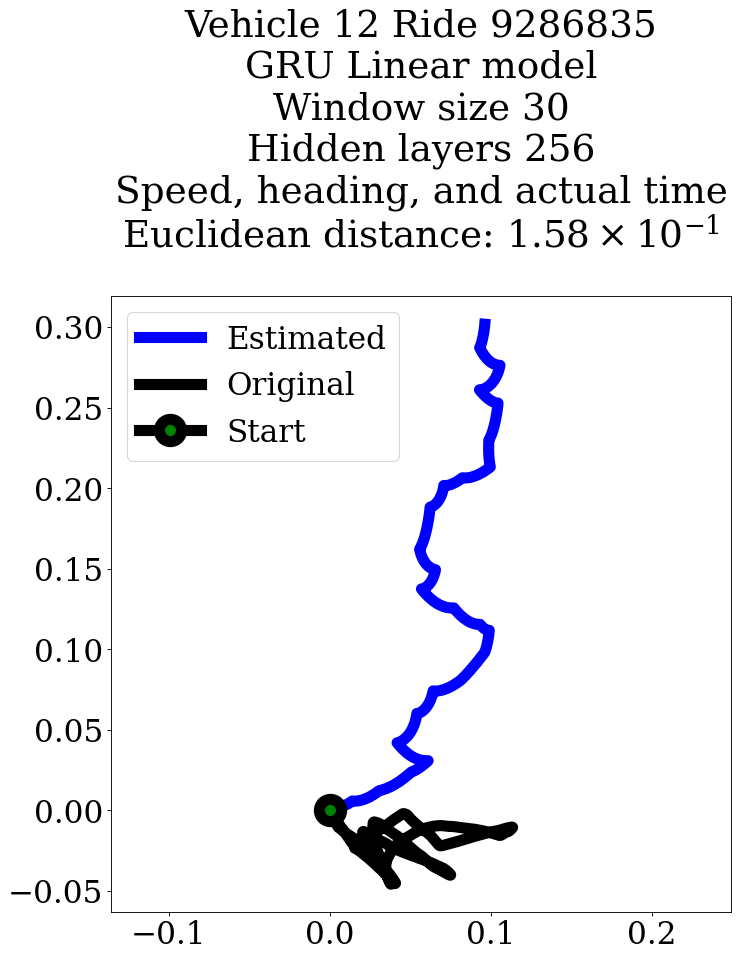 Vehicle 12 Ride 9286835
GRU Linear model
Window size 30
Hidden layers 256
Speed, heading, and actual time
Euclidean distance: 1.58 × 10⁻¹
Estimated
Original
Start
0.30
0.25
0.20
0.15
0.10
0.05
0.00
−0.05
−0.1 0.0 0.1 0.2